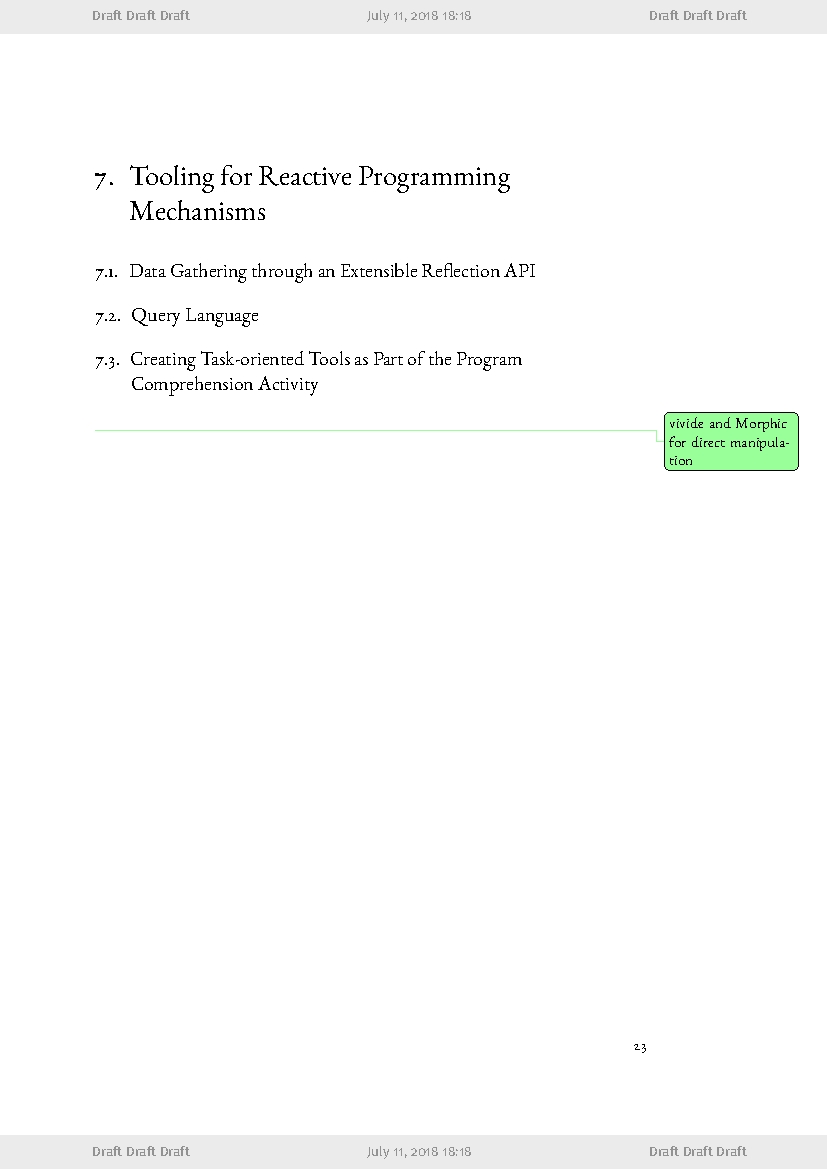 Draft Draft Draft July 11, 2018 18:18 Draft Draft Draft
7. Tooling for Reactive Programming
Mechanisms
7.1. Data Gathering through an Extensible Reflection API
7.2. Query Language
7.3. Creating Task-oriented Tools as Part of the Program
Comprehension Activity
vivide and Morphic
for direct manipula-
tion
23
Draft Draft Draft July 11, 2018 18:18 Draft Draft Draft